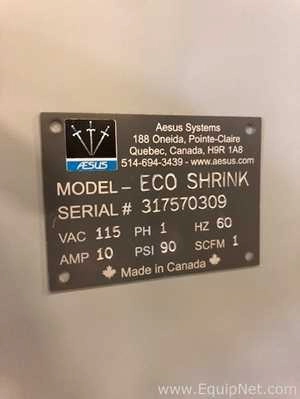 Aesus Systems
188 Oneida, Pointe-Claire
Quebec, Canada, H9R 1A8
514-694-3439 - www.aesus.com
ÆSUS
MODEL- ECO SHRINK
SERIAL# 317570309
VAC 115 PH 1 HZ 60
AMP 10 PSI 90 SCFM 1
Made in Canada
© www.EquipNet.com